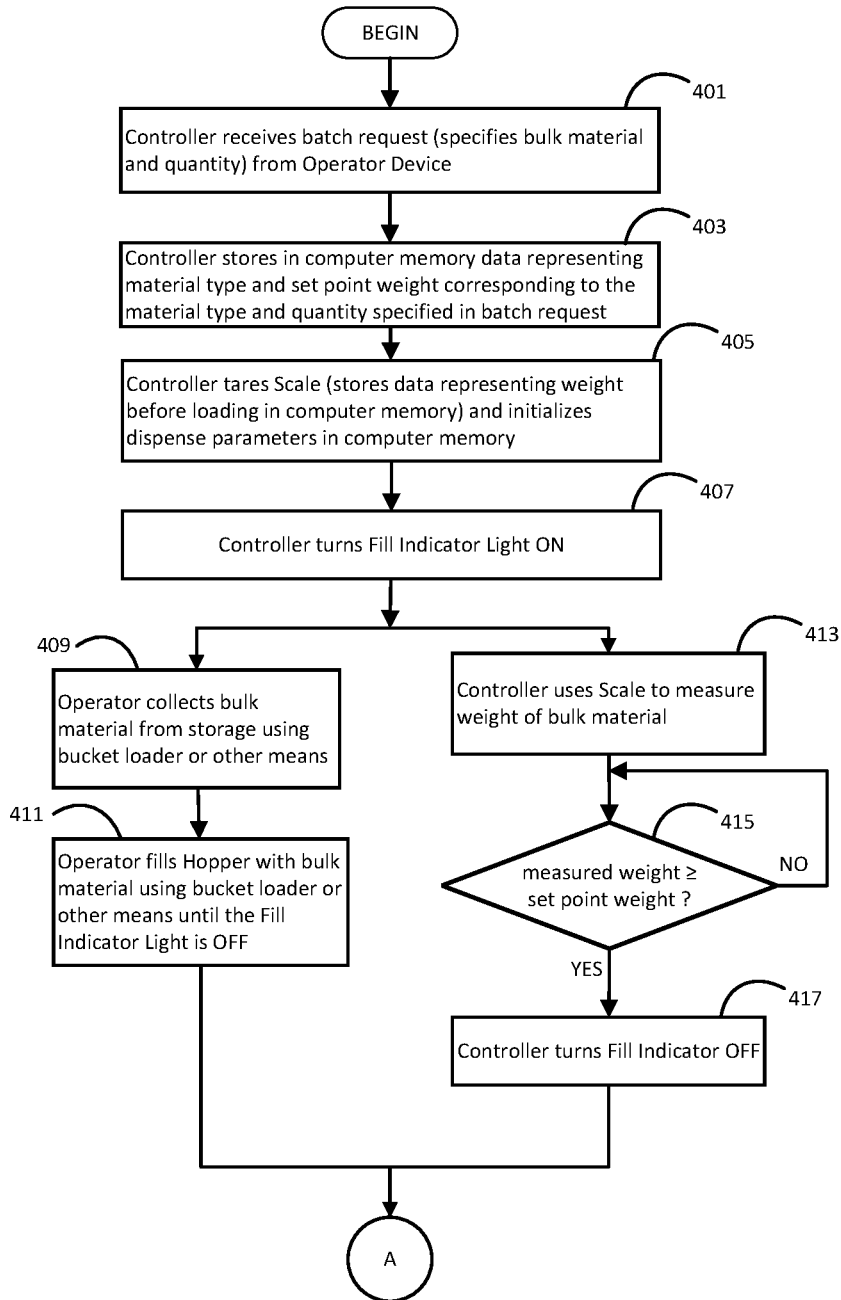 BEGIN
401
Controller receives batch request (specifies bulk material
and quantity) from Operator Device
403
Controller stores in computer memory data representing
material type and set point weight corresponding to the
material type and quantity specified in batch request
405
Controller tares Scale (stores data representing weight
before loading in computer memory) and initializes
dispense parameters in computer memory
407
Controller turns Fill Indicator Light ON
409
Operator collects bulk
material from storage using
bucket loader or other means
411
Operator fills Hopper with bulk
material using bucket loader or
other means until the Fill
Indicator Light is OFF
413
Controller uses Scale to measure
weight of bulk material
415
measured weight ≥
set point weight ?
NO
YES
417
Controller turns Fill Indicator OFF
A